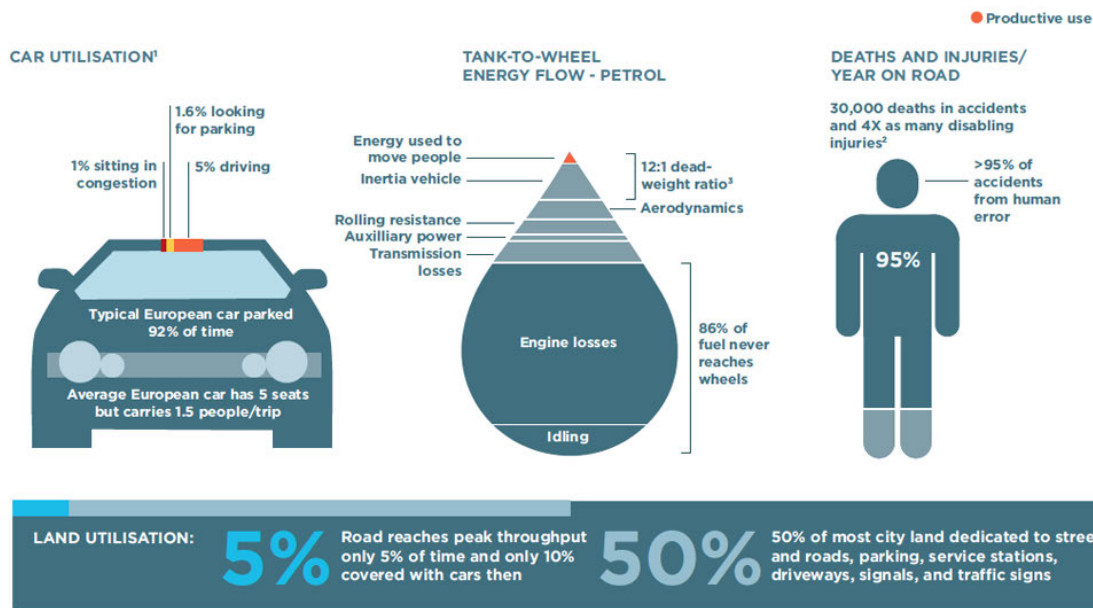 Productive use
CAR UTILISATION¹
1.6% looking
for parking
1% sitting in
congestion
5% driving
Typical European car parked
92% of time
Average European car has 5 seats
but carries 1.5 people/trip
TANK-TO-WHEEL
ENERGY FLOW - PETROL
Energy used to
move people
Inertia vehicle
12:1 dead-
weight ratio³
Aerodynamics
Rolling resistance
Auxilliary power
Transmission
losses
Engine losses
86% of
fuel never
reaches
wheels
Idling
DEATHS AND INJURIES/
YEAR ON ROAD
30,000 deaths in accidents
and 4X as many disabling
injuries²
>95% of
accidents
from human
error
95%
LAND UTILISATION:
5%
Road reaches peak throughput
only 5% of time and only 10%
covered with cars then
50%
50% of most city land dedicated to stree
and roads, parking, service stations,
driveways, signals, and traffic signs